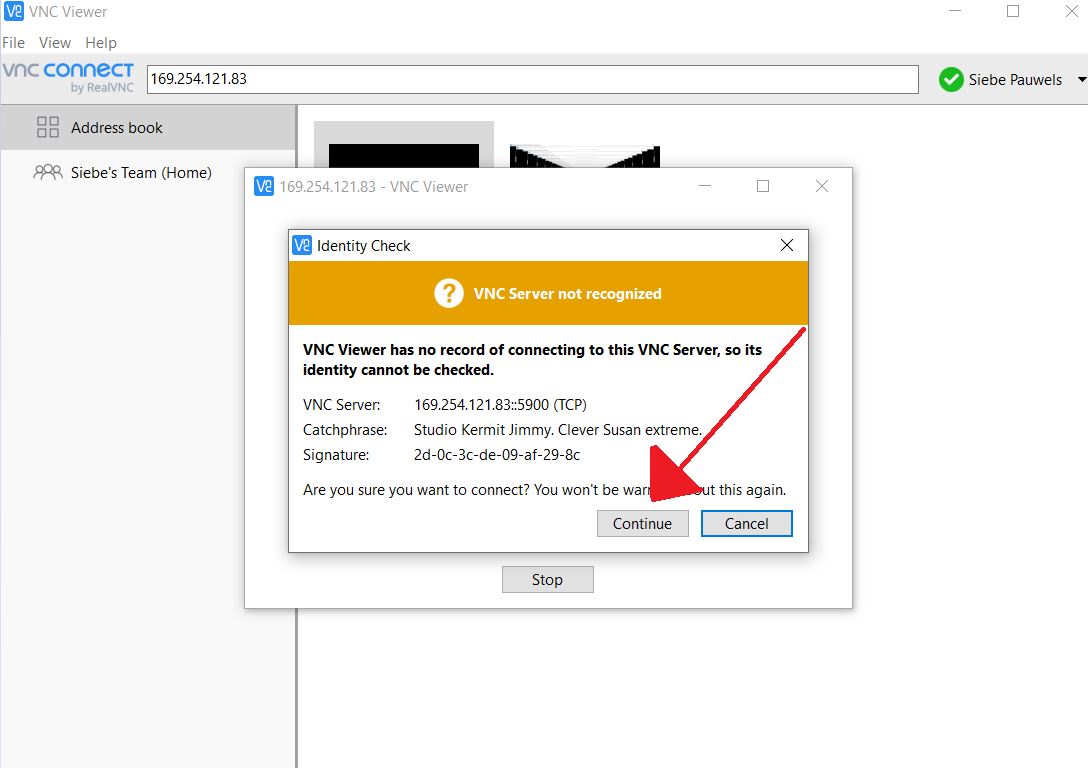 VNC Viewer
File View Help
vnc connect
by RealVNC
169.254.121.83
Siebe Pauwels
Address book
Siebe's Team (Home)
169.254.121.83 - VNC Viewer
Identity Check
VNC Server not recognized
VNC Viewer has no record of connecting to this VNC Server, so its
identity cannot be checked.
VNC Server: 169.254.121.83::5900 (TCP)
Catchphrase: Studio Kermit Jimmy. Clever Susan extreme.
Signature: 2d-0c-3c-de-09-af-29-8c
Are you sure you want to connect? You won't be this again.
Continue Cancel
Stop